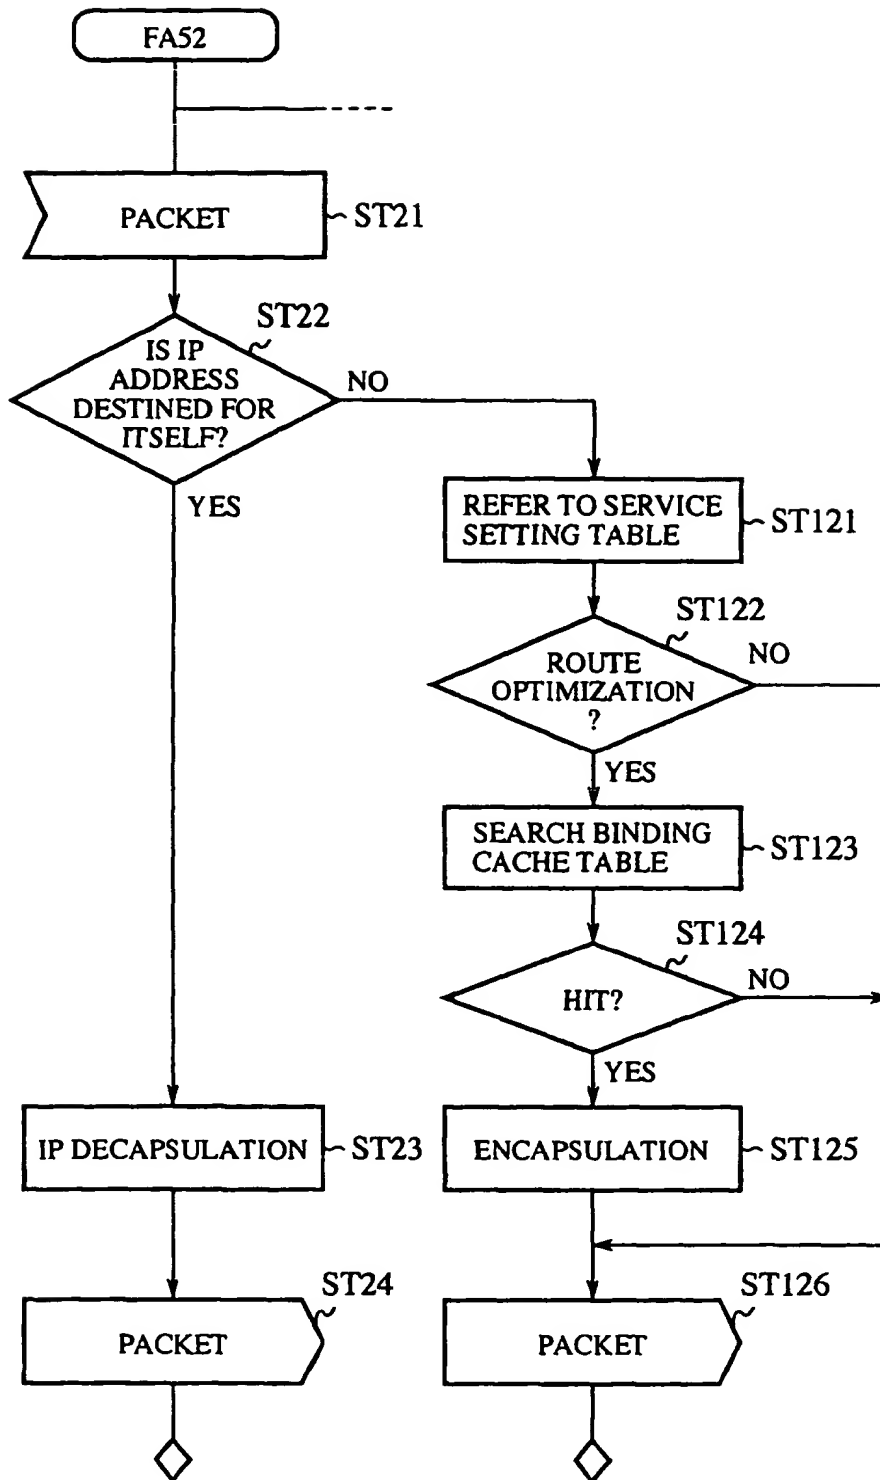 FA52
PACKET
ST21
ST22
IS IP
ADDRESS
DESTINED FOR
ITSELF?
NO
YES
REFER TO SERVICE
SETTING TABLE
ST121
ST122
ROUTE
OPTIMIZATION
?
NO
YES
SEARCH BINDING
CACHE TABLE
ST123
ST124
HIT?
NO
YES
IP DECAPSULATION
ST23
ENCAPSULATION
ST125
ST24
PACKET
ST126
PACKET